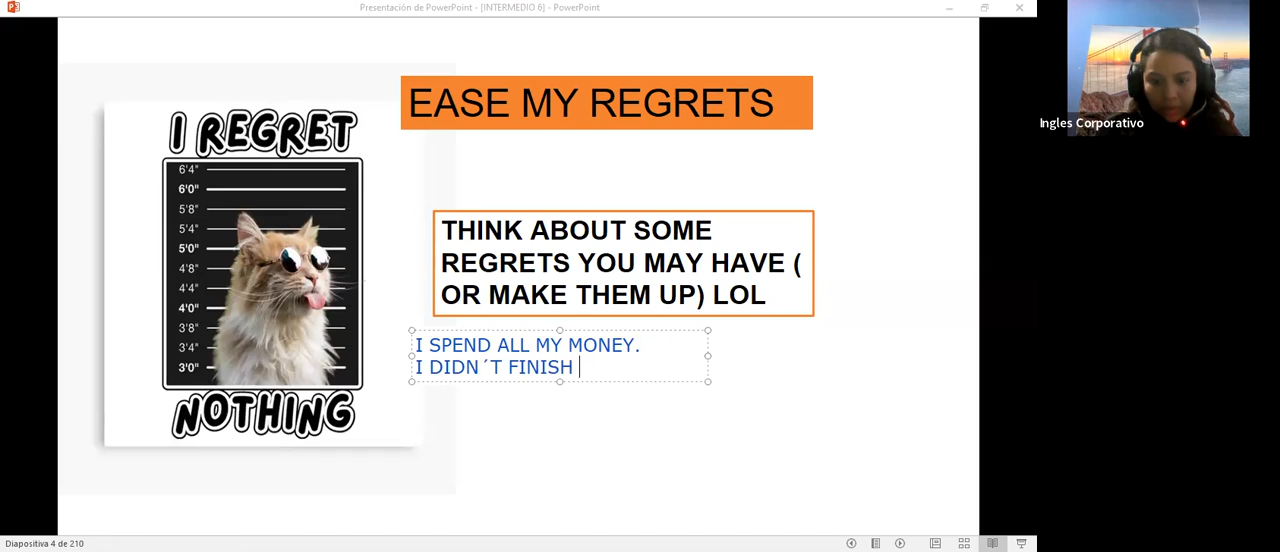 Presentación de PowerPoint - [INTERMEDIO 6] - PowerPoint
EASE MY REGRETS
I REGRET
6'4"
6'0"
5'8"
5'4"
5'0"
4'8"
4'4"
4'0"
3'8"
3'4"
3'0"
NOTHING
THINK ABOUT SOME
REGRETS YOU MAY HAVE (
OR MAKE THEM UP) LOL
I SPEND ALL MY MONEY.
I DIDN´T FINISH
Ingles Corporativo
Diapositiva 4 de 210